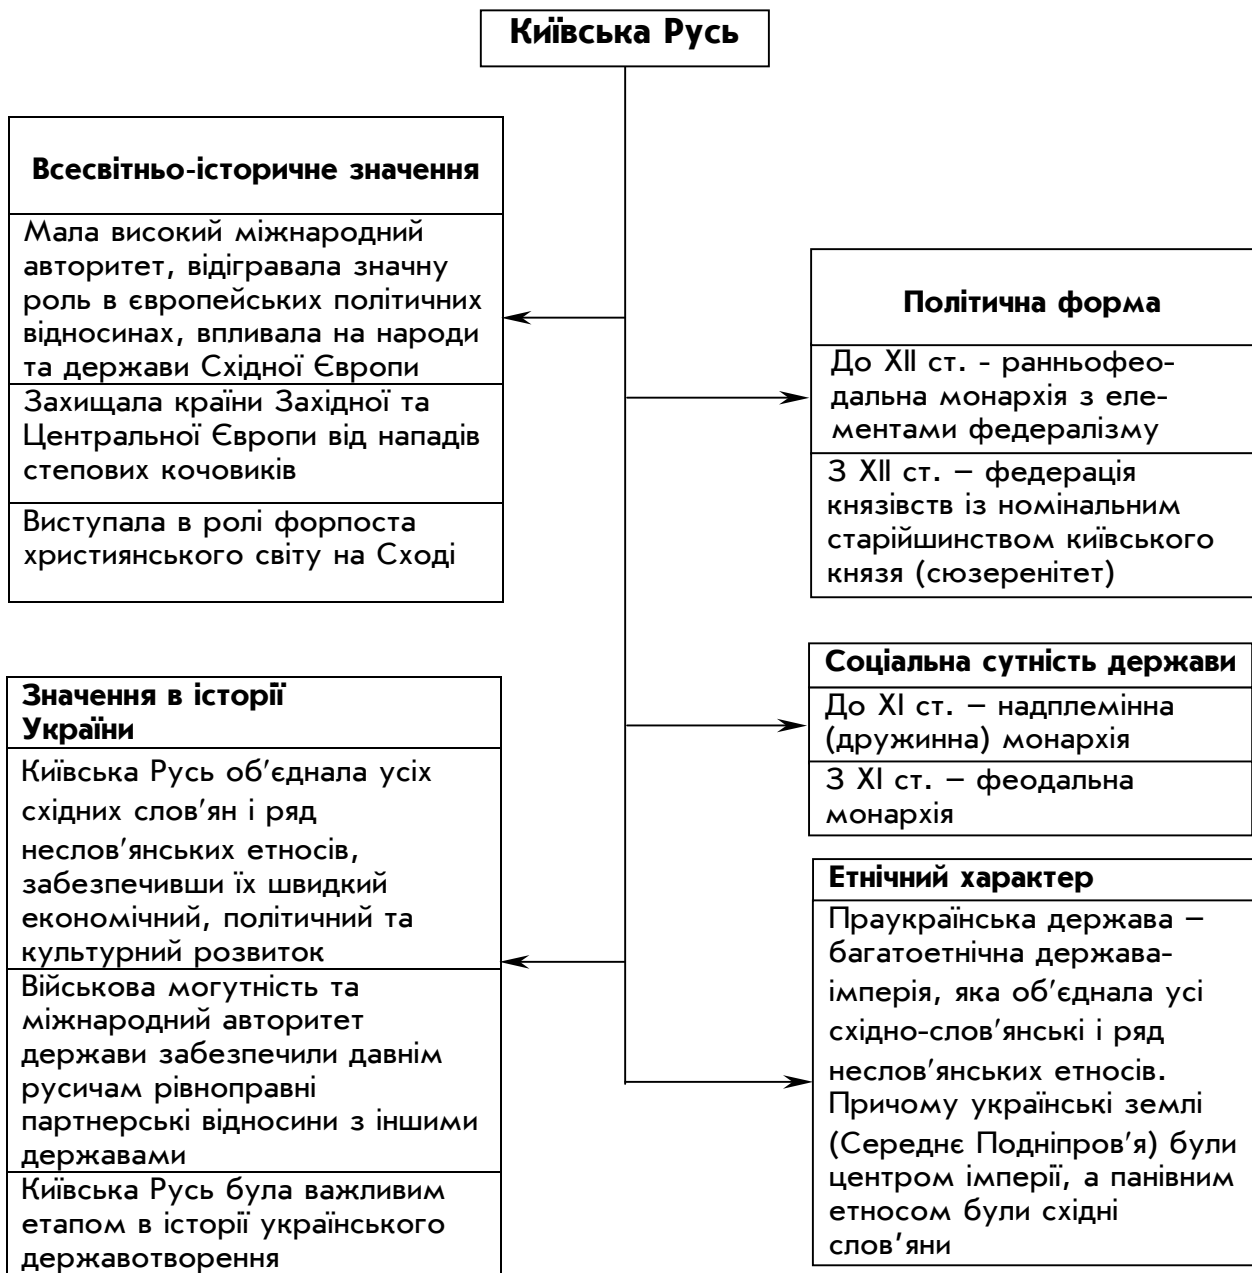 Київська Русь
Всесвітньо-історичне значення
Мала високий міжнародний
авторитет, відігравала значну
роль в європейських політичних
відносинах, впливала на народи
та держави Східної Європи
Захищала країни Західної та
Центральної Європи від нападів
степових кочовиків
Виступала в ролі форпоста
християнського світу на Сході
Політична форма
До XII ст. - ранньофео-
дальна монархія з еле-
ментами федералізму
З XII ст. – федерація
князівств із номінальним
старійшинством київського
князя (сюзеренітет)
Соціальна сутність держави
До XI ст. – надплемінна
(дружинна) монархія
З XI ст. – феодальна
монархія
Значення в історії
України
Київська Русь об’єднала усіх
східних слов’ян і ряд
неслов’янських етносів,
забезпечивши їх швидкий
економічний, політичний та
культурний розвиток
Військова могутність та
міжнародний авторитет
держави забезпечили давнім
русичам рівноправні
партнерські відносини з іншими
державами
Київська Русь була важливим
етапом в історії українського
державотворення
Етнічний характер
Праукраїнська держава –
багатоетнічна держава-
імперія, яка об’єднала усі
східно-слов’янські і ряд
неслов’янських етносів.
Причому українські землі
(Середнє Подніпров’я) були
центром імперії, а панівним
етносом були східні
слов’яни